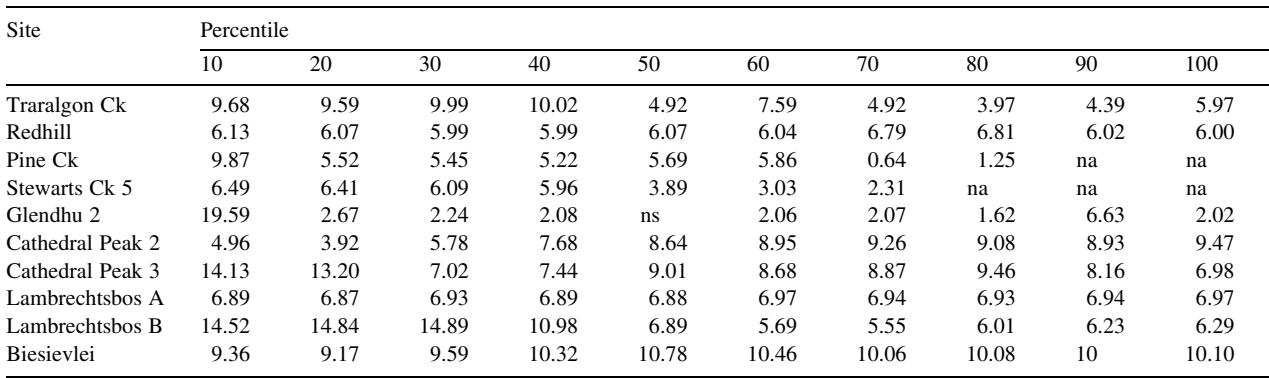 Site Percentile
10 20 30 40 50 60 70 80 90 100
Traralgon Ck 9.68 9.59 9.99 10.02 4.92 7.59 4.92 3.97 4.39 5.97
Redhill 6.13 6.07 5.99 5.99 6.07 6.04 6.79 6.81 6.02 6.00
Pine Ck 9.87 5.52 5.45 5.22 5.69 5.86 0.64 1.25 na na
Stewarts Ck 5 6.49 6.41 6.09 5.96 3.89 3.03 2.31 na na na
Glendhu 2 19.59 2.67 2.24 2.08 ns 2.06 2.07 1.62 6.63 2.02
Cathedral Peak 2 4.96 3.92 5.78 7.68 8.64 8.95 9.26 9.08 8.93 9.47
Cathedral Peak 3 14.13 13.20 7.02 7.44 9.01 8.68 8.87 9.46 8.16 6.98
Lambrechtsbos A 6.89 6.87 6.93 6.89 6.88 6.97 6.94 6.93 6.94 6.97
Lambrechtsbos B 14.52 14.84 14.89 10.98 6.89 5.69 5.55 6.01 6.23 6.29
Biesievlei 9.36 9.17 9.59 10.32 10.78 10.46 10.06 10.08 10 10.10